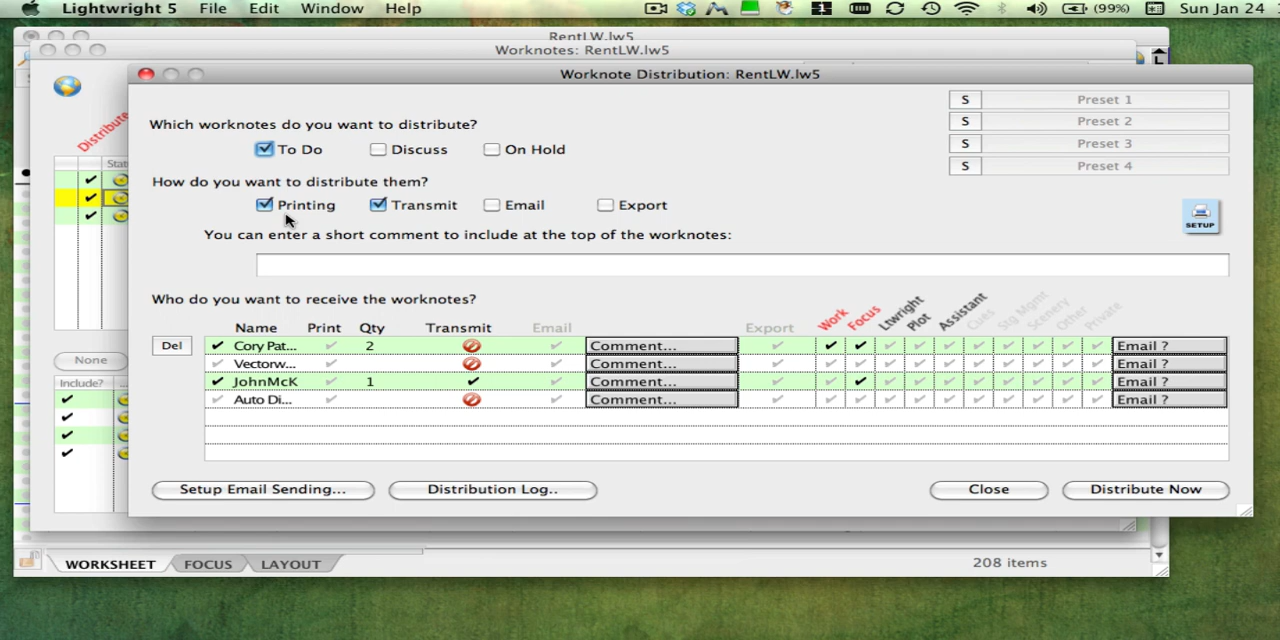 Lightwright 5 File Edit Window Help (99%) Sun Jan 24
RentLW.lw5
Worknotes: RentLW.lw5
Worknote Distribution: RentLW.lw5
Distribute
Which worknotes do you want to distribute?
To Do Discuss On Hold
How do you want to distribute them?
Printing Transmit Email Export
You can enter a short comment to include at the top of the worknotes:
S Preset 1
S Preset 2
S Preset 3
S Preset 4
SETUP
Who do you want to receive the worknotes?
Name Print Qty Transmit Email Export Work Focus Ltwright Plot Assistant Cues Stg Mgmt Scenery Other Private
Del Cory Pat... 2 Comment... Email ?
Vectorw... Comment... Email ?
JohnMcK 1 Comment... Email ?
Auto Di... Comment... Email ?
None
Include? ...
Setup Email Sending... Distribution Log.. Close Distribute Now
WORKSHEET FOCUS LAYOUT 208 items